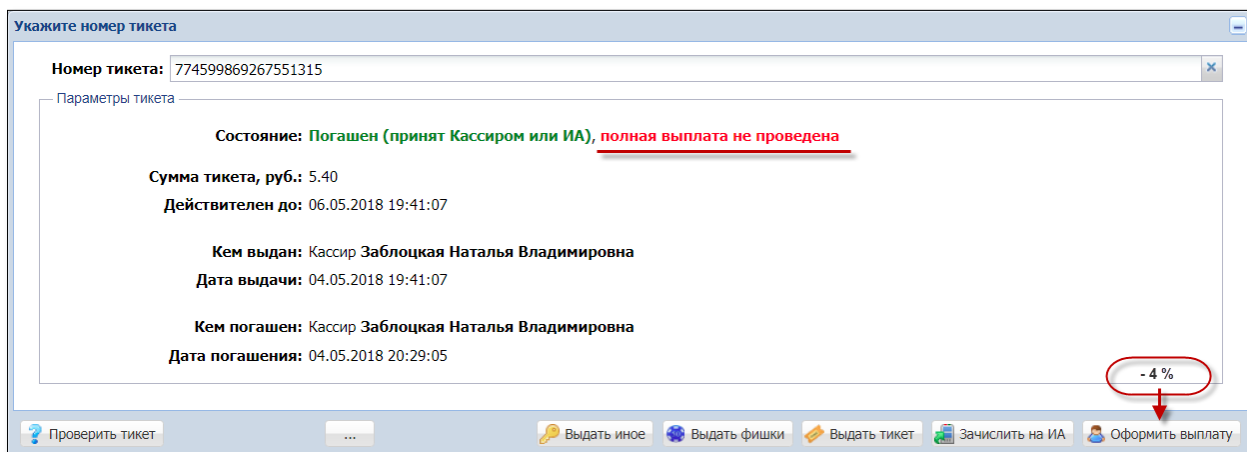 Укажите номер тикета
Номер тикета: 774599869267551315
Параметры тикета
Состояние: Погашен (принят Кассиром или ИА), полная выплата не проведена
Сумма тикета, руб.: 5.40
Действителен до: 06.05.2018 19:41:07
Кем выдан: Кассир Заблоцкая Наталья Владимировна
Дата выдачи: 04.05.2018 19:41:07
Кем погашен: Кассир Заблоцкая Наталья Владимировна
Дата погашения: 04.05.2018 20:29:05
- 4 %
Проверить тикет ... Выдать иное Выдать фишки Выдать тикет Зачислить на ИА Оформить выплату